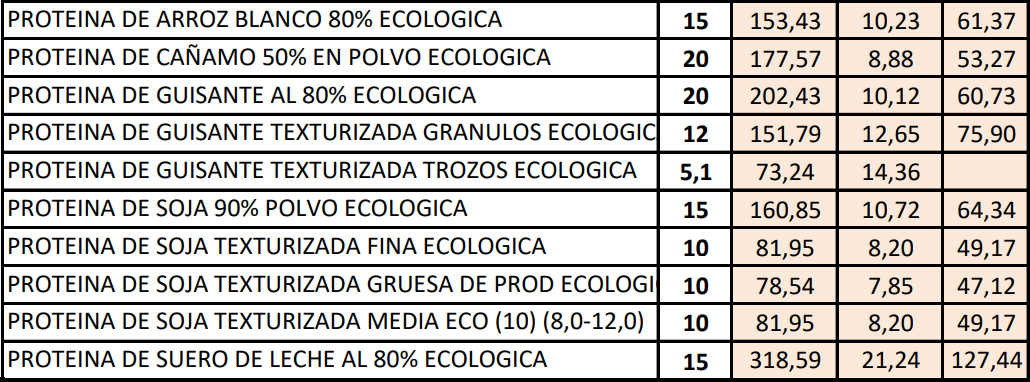 PROTEINA DE ARROZ BLANCO 80% ECOLOGICA 15 153,43 10,23 61,37
PROTEINA DE CAÑAMO 50% EN POLVO ECOLOGICA 20 177,57 8,88 53,27
PROTEINA DE GUISANTE AL 80% ECOLOGICA 20 202,43 10,12 60,73
PROTEINA DE GUISANTE TEXTURIZADA GRANULOS ECOLOGIC 12 151,79 12,65 75,90
PROTEINA DE GUISANTE TEXTURIZADA TROZOS ECOLOGICA 5,1 73,24 14,36
PROTEINA DE SOJA 90% POLVO ECOLOGICA 15 160,85 10,72 64,34
PROTEINA DE SOJA TEXTURIZADA FINA ECOLOGICA 10 81,95 8,20 49,17
PROTEINA DE SOJA TEXTURIZADA GRUESA DE PROD ECOLOGI 10 78,54 7,85 47,12
PROTEINA DE SOJA TEXTURIZADA MEDIA ECO (10) (8,0-12,0) 10 81,95 8,20 49,17
PROTEINA DE SUERO DE LECHE AL 80% ECOLOGICA 15 318,59 21,24 127,44